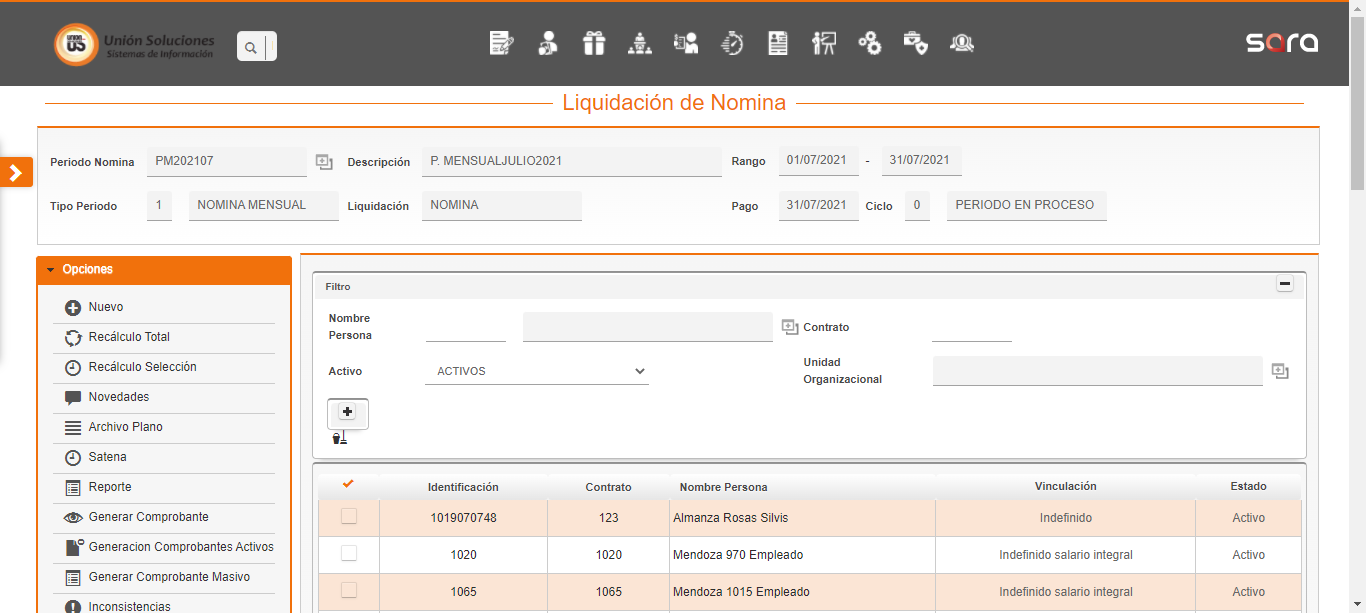 Unión Soluciones
Sistemas de Información
sara
Liquidación de Nomina
Periodo Nomina PM202107 Descripción P. MENSUALJULIO2021 Rango 01/07/2021 - 31/07/2021
Tipo Periodo 1 NOMINA MENSUAL Liquidación NOMINA Pago 31/07/2021 Ciclo 0 PERIODO EN PROCESO
Opciones
Nuevo
Recálculo Total
Recálculo Selección
Novedades
Archivo Plano
Satena
Reporte
Generar Comprobante
Generacion Comprobantes Activos
Generar Comprobante Masivo
Inconsistencias
Filtro
Nombre Persona Contrato
Activo ACTIVOS Unidad Organizacional
Identificación Contrato Nombre Persona Vinculación Estado
1019070748 123 Almanza Rosas Silvis Indefinido Activo
1020 1020 Mendoza 970 Empleado Indefinido salario integral Activo
1065 1065 Mendoza 1015 Empleado Indefinido salario integral Activo